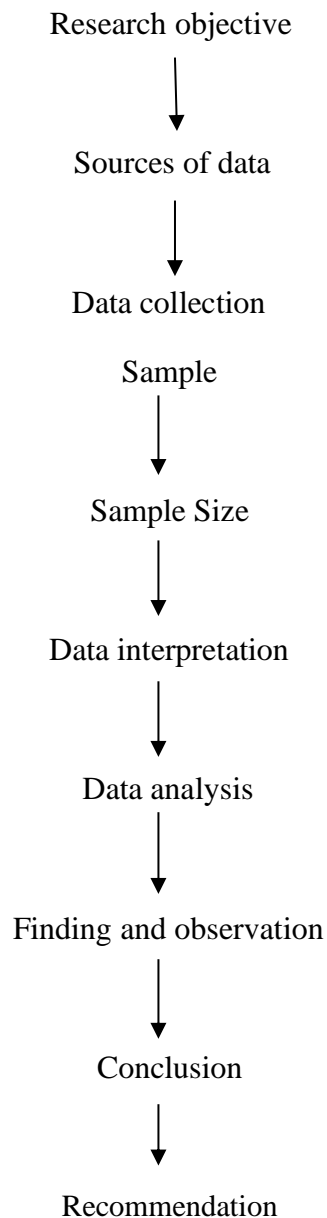 Research objective
Sources of data
Data collection
Sample
Sample Size
Data interpretation
Data analysis
Finding and observation
Conclusion
Recommendation